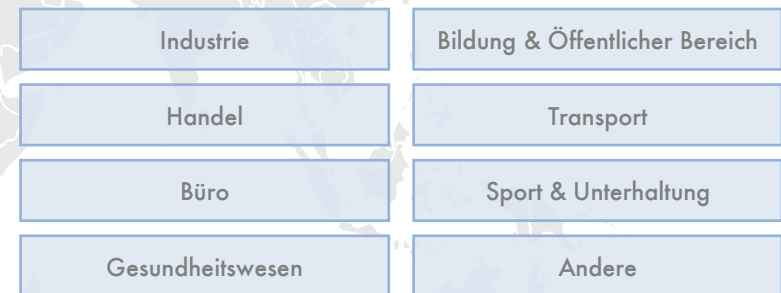 Industrie
Bildung & Öffentlicher Bereich
Handel
Transport
Büro
Sport & Unterhaltung
Gesundheitswesen
Andere